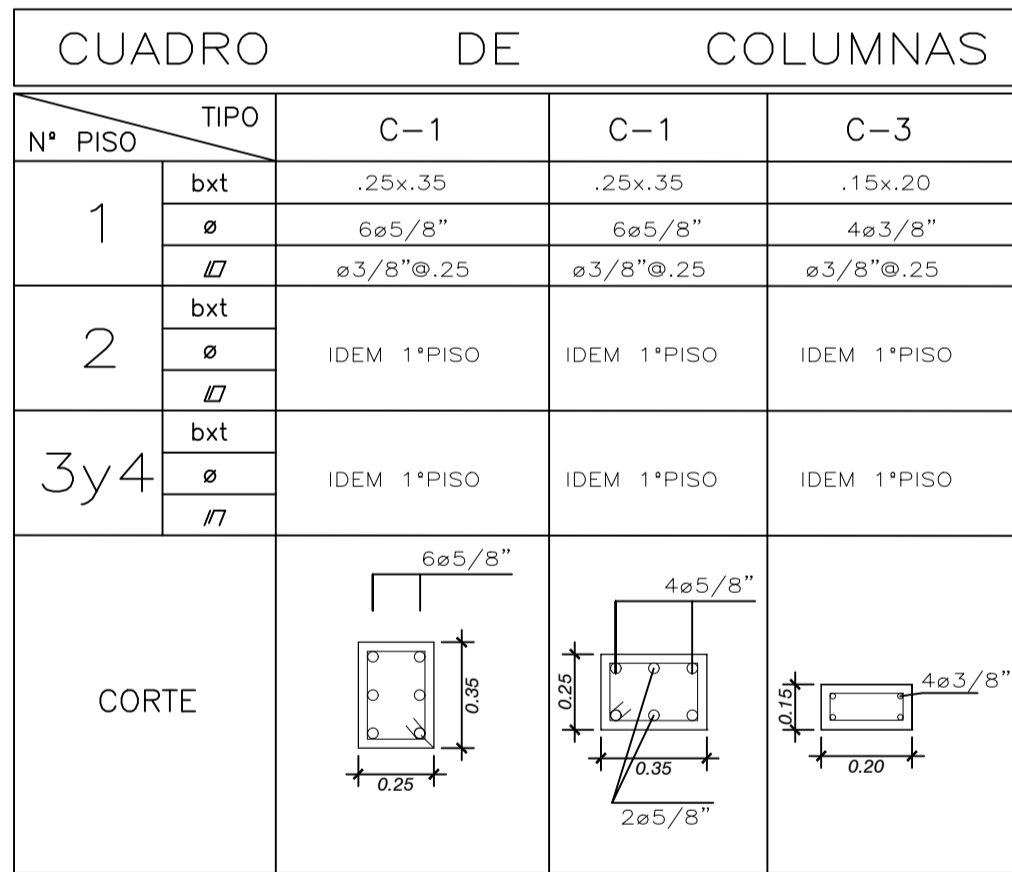 CUADRO DE COLUMNAS
TIPO
Nº PISO
C-1 C-1 C-3
1
bxt .25x.35 .25x.35 .15x.20
ø 6ø5/8" 6ø5/8" 4ø3/8"
ø3/8"@.25 ø3/8"@.25 ø3/8"@.25
2
bxt
ø IDEM 1°PISO IDEM 1°PISO IDEM 1°PISO
3y4
bxt
ø IDEM 1°PISO IDEM 1°PISO IDEM 1°PISO
CORTE
6ø5/8"
0.35
0.25
4ø5/8"
0.25
0.35
2ø5/8"
4ø3/8"
0.15
0.20